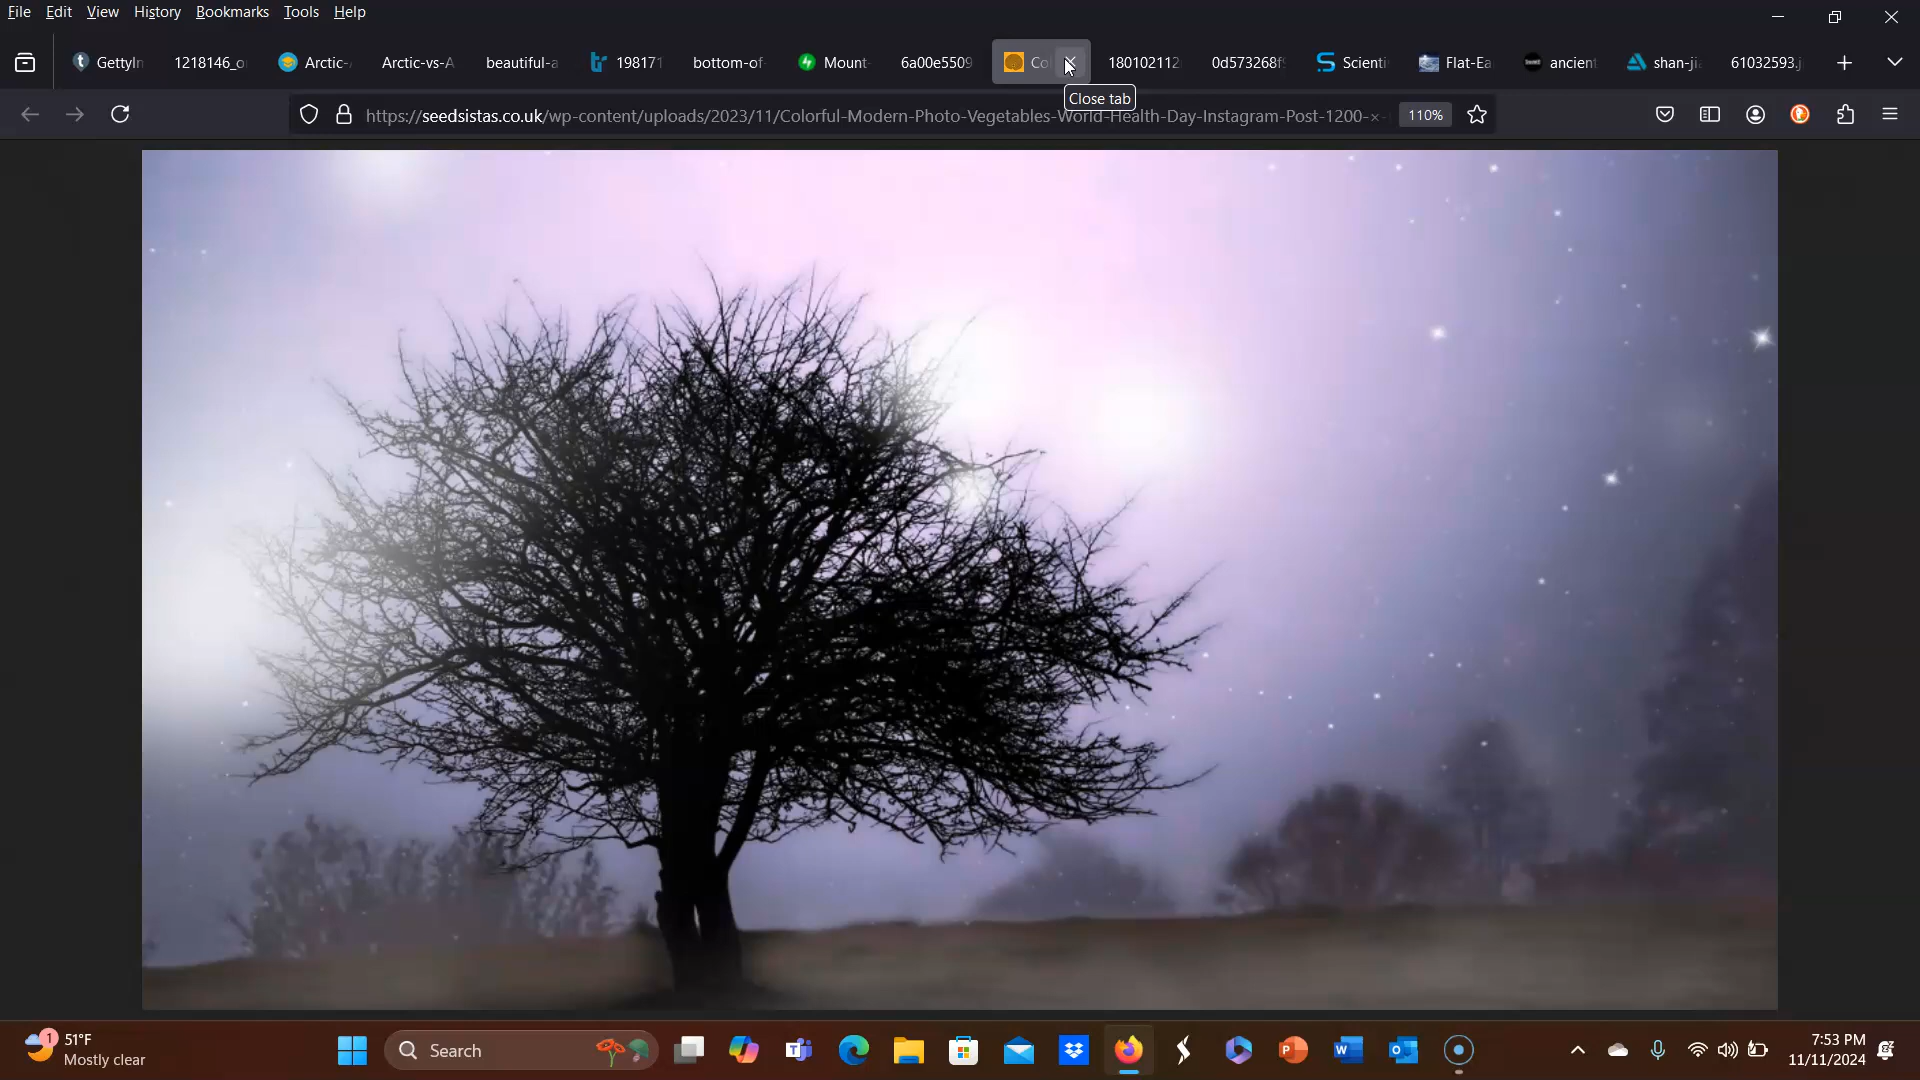 File Edit View History Bookmarks Tools Help
GettyIn 1218146_o Arctic- Arctic-vs-A beautiful-a 198171 bottom-of- Mount- 6a00e5509 Co 180102112 0d573268f Scienti Flat-Ea ancient shan-ji 61032593.j
Close tab
https://seedsistas.co.uk/wp-content/uploads/2023/11/Colorful-Modern-Photo-Vegetables-World-Health-Day-Instagram-Post-1200-×- 110%
1 51°F
Mostly clear
Search
7:53 PM
11/11/2024